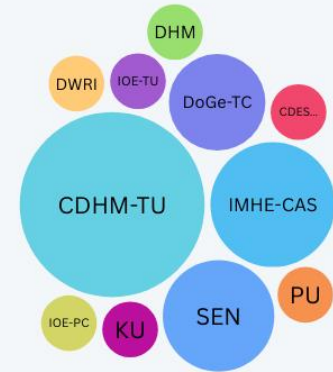 DHM
DWRI
IOE-TU
DoGe-TC
CDES...
CDHM-TU
IMHE-CAS
IOE-PC
KU
SEN
PU